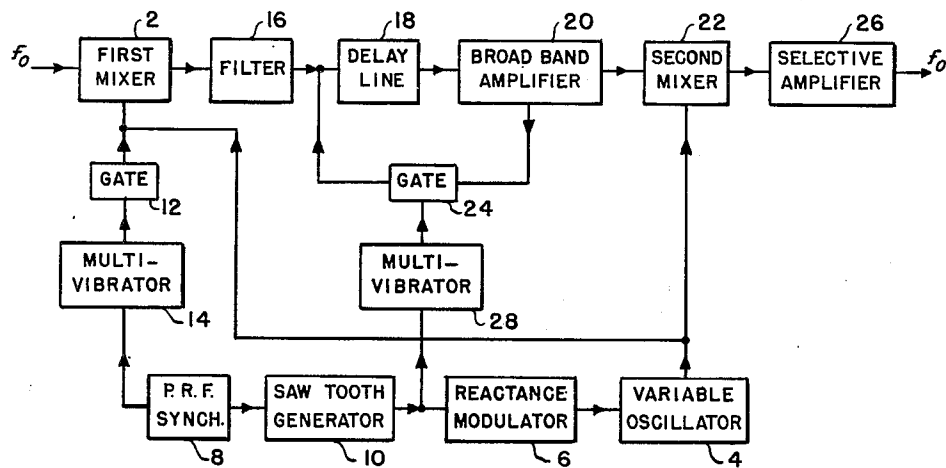 2
16
18
20
22
26
f₀
FIRST
MIXER
FILTER
DELAY
LINE
BROAD BAND
AMPLIFIER
SECOND
MIXER
SELECTIVE
AMPLIFIER
f₀
GATE
12
GATE
24
MULTI-
VIBRATOR
14
MULTI-
VIBRATOR
28
P.R.F.
SYNCH.
8
SAW TOOTH
GENERATOR
10
REACTANCE
MODULATOR
6
VARIABLE
OSCILLATOR
4